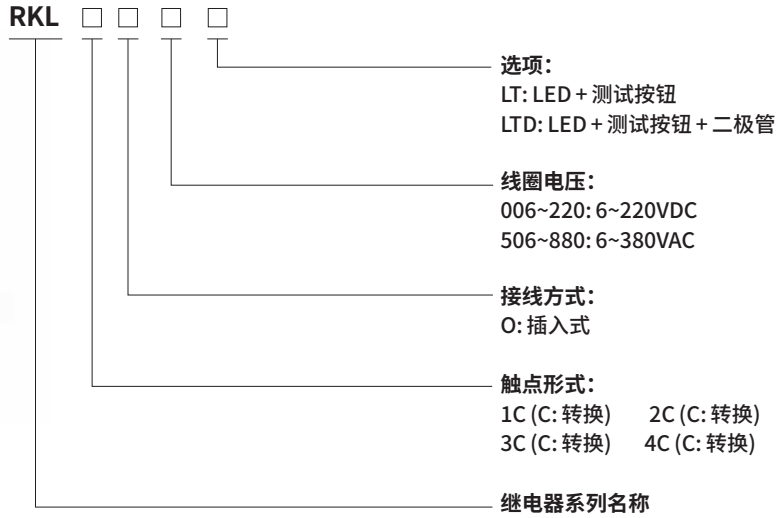 RKL □ □ □ □
选项：
LT: LED + 测试按钮
LTD: LED + 测试按钮 + 二极管
线圈电压：
006~220: 6~220VDC
506~880: 6~380VAC
接线方式：
O: 插入式
触点形式：
1C (C: 转换) 2C (C: 转换)
3C (C: 转换) 4C (C: 转换)
继电器系列名称